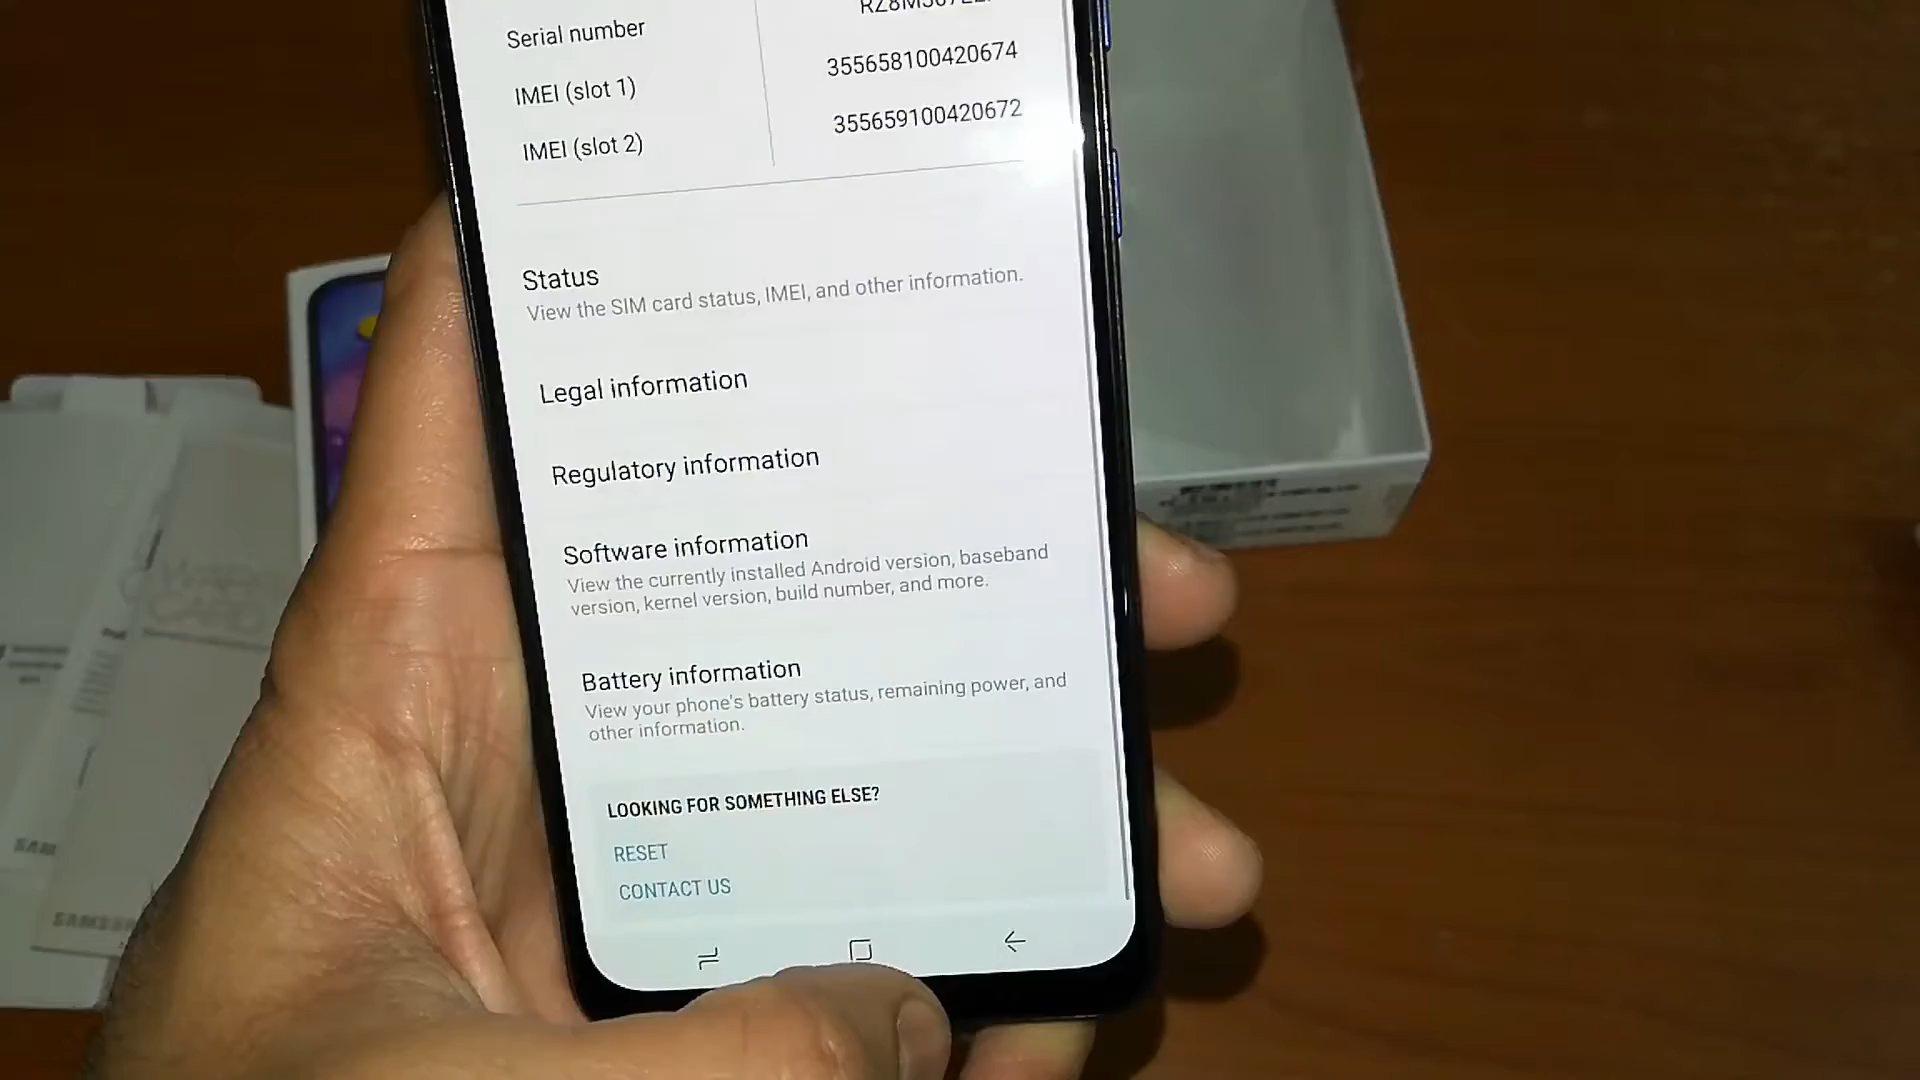 Serial number
IMEI (slot 1)
355658100420674
IMEI (slot 2)
355659100420672
Status
View the SIM card status, IMEI, and other information.
Legal information
Regulatory information
Software information
View the currently installed Android version, baseband
version, kernel version, build number, and more.
Battery information
View your phone's battery status, remaining power, and
other information.
LOOKING FOR SOMETHING ELSE?
RESET
CONTACT US